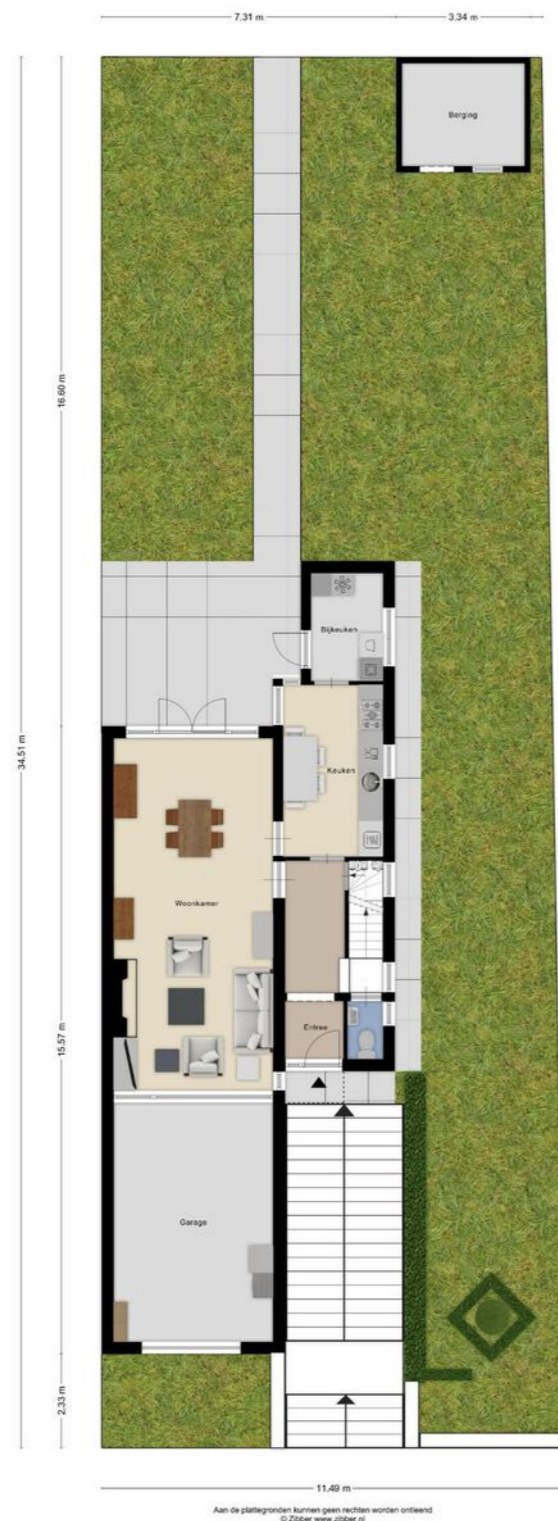 7.31 m
3.34 m
Berging
16.60 m
34.51 m
Bijkeuken
Keuken
Woonkamer
15.57 m
Entree
Garage
2.33 m
11.49 m
Aan de plattegronden kunnen geen rechten worden ontleend
© Zibber www.zibber.nl